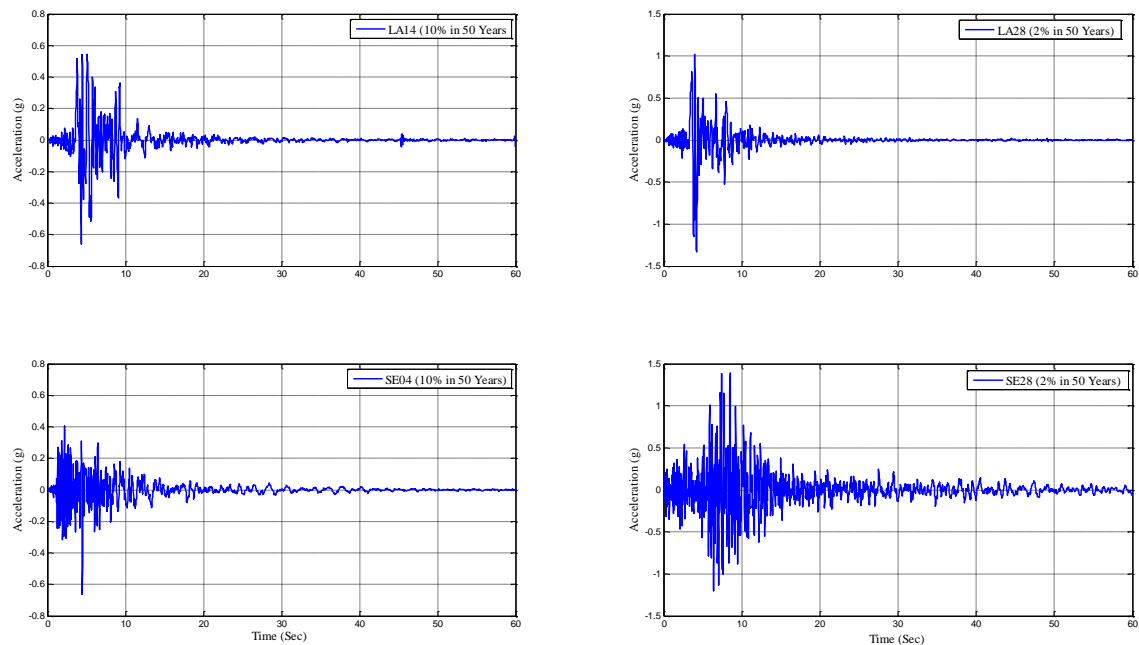 0.8
0.6
0.4
0.2
0
-0.2
-0.4
-0.6
-0.8
0 10 20 30 40 50 60
Acceleration (g)
LA14 (10% in 50 Years
1.5
1
0.5
0
-0.5
-1
-1.5
0 10 20 30 40 50 60
Acceleration (g)
LA28 (2% in 50 Years)
0.8
0.6
0.4
0.2
0
-0.2
-0.4
-0.6
-0.8
0 10 20 30 40 50 60
Acceleration (g)
Time (Sec)
SE04 (10% in 50 Years)
1.5
1
0.5
0
-0.5
-1
-1.5
0 10 20 30 40 50 60
Acceleration (g)
Time (Sec)
SE28 (2% in 50 Years)